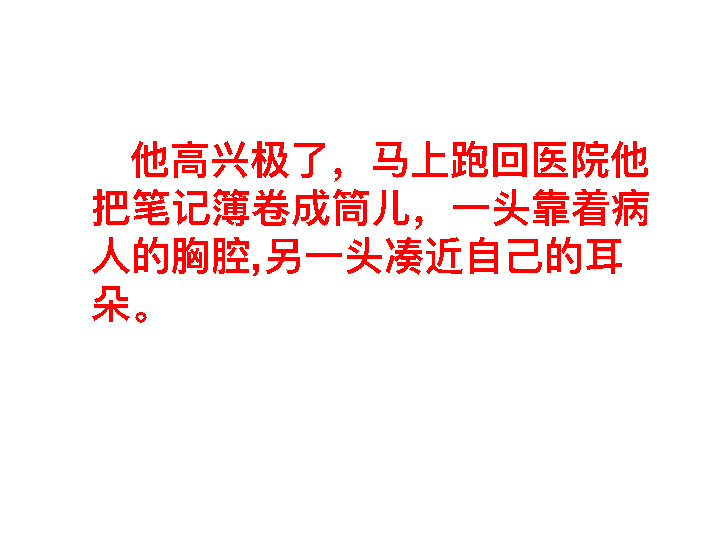 他高兴极了，马上跑回医院他
把笔记簿卷成筒儿，一头靠着病
人的胸腔,另一头凑近自己的耳
朵。